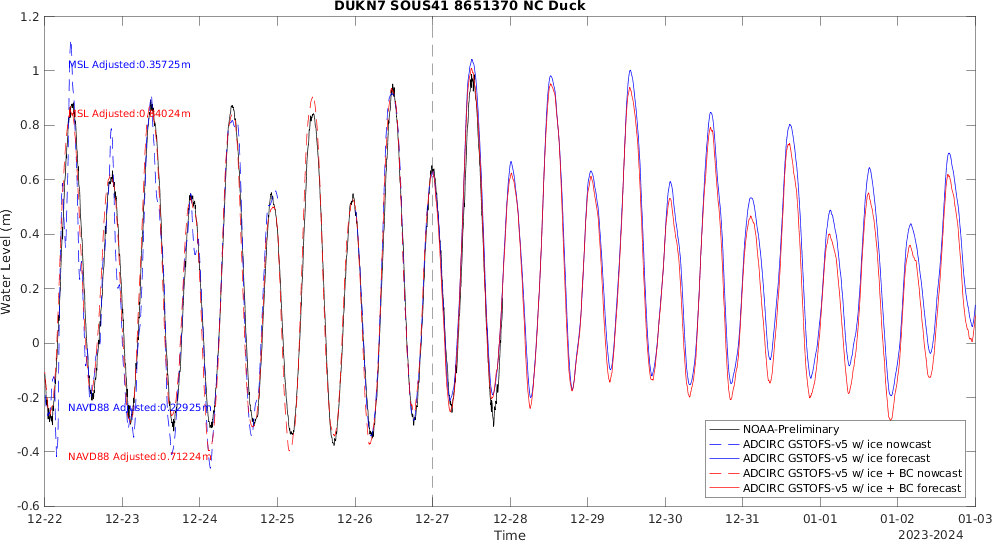 DUKN7 SOUS41 8651370 NC Duck
1.2
1
0.8
0.6
0.4
0.2
0
-0.2
-0.4
-0.6
Water Level (m)
MSL Adjusted:0.35725m
NAVD88 Adjusted:0.22925m
NAVD88 Adjusted:0.71224m
NOAA-Preliminary
ADCIRC GSTOFS-v5 w/ ice nowcast
ADCIRC GSTOFS-v5 w/ ice forecast
ADCIRC GSTOFS-v5 w/ ice + BC nowcast
ADCIRC GSTOFS-v5 w/ ice + BC forecast
12-22 12-23 12-24 12-25 12-26 12-27 12-28 12-29 12-30 12-31 01-01 01-02 01-03
Time
2023-2024